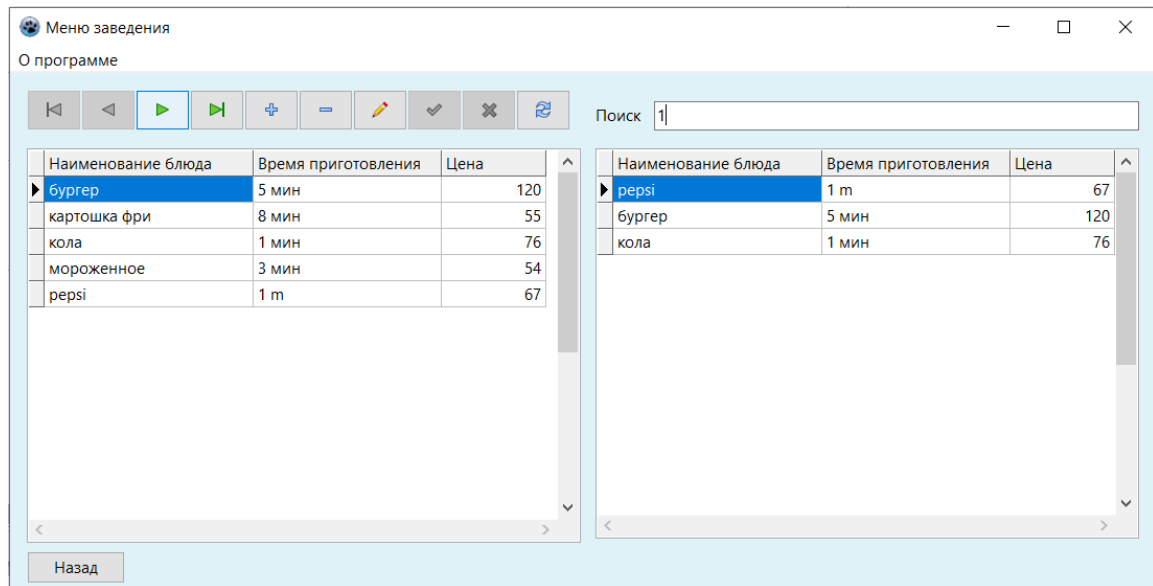 Меню заведения
О программе
Поиск 1
Наименование блюда Время приготовления Цена
бургер 5 мин 120
картошка фри 8 мин 55
кола 1 мин 76
мороженное 3 мин 54
pepsi 1 m 67
Наименование блюда Время приготовления Цена
pepsi 1 m 67
бургер 5 мин 120
кола 1 мин 76
Назад